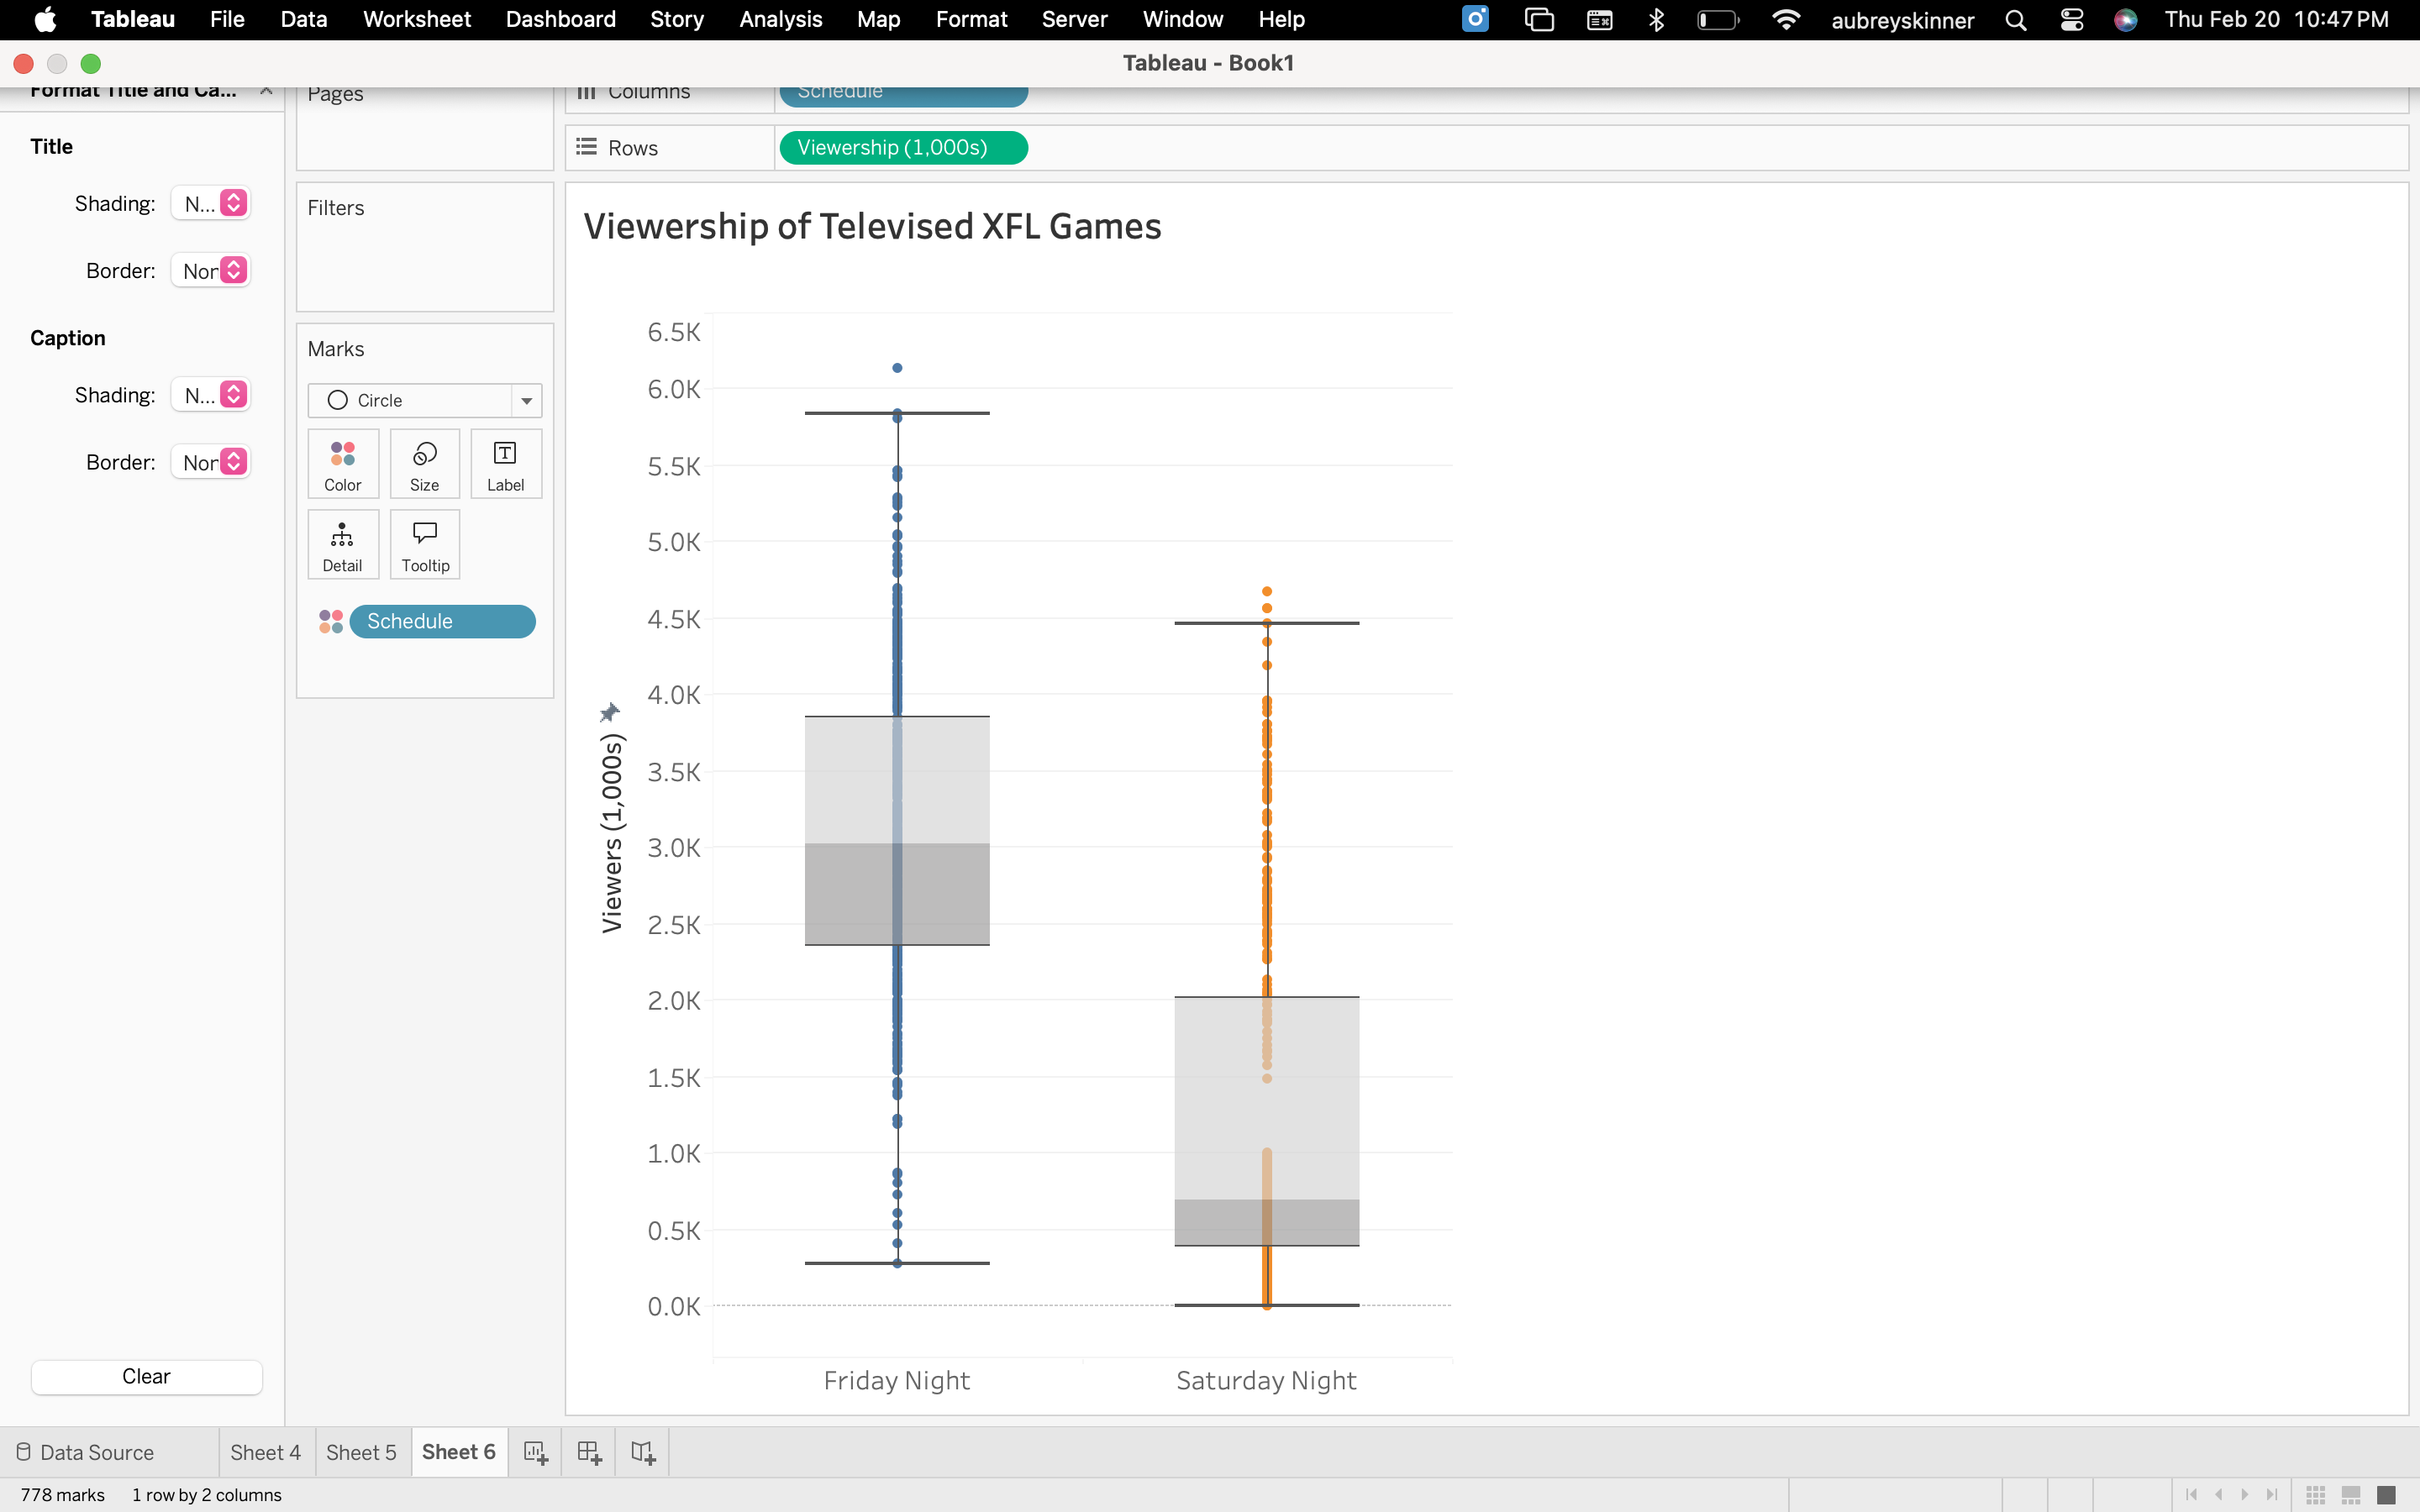 Tableau File Data Worksheet Dashboard Story Analysis Map Format Server Window Help aubreyskinner Thu Feb 20 10:47 PM
Tableau - Book1
Format Title and Ca...
Title
Shading: N...
Border: Nor
Caption
Shading: N...
Border: Nor
Clear
Pages
Filters
Marks
Circle
Color Size Label
Detail Tooltip
Schedule
Columns Schedule
Rows Viewership (1,000s)
Viewership of Televised XFL Games
Viewers (1,000s)
6.5K
6.0K
5.5K
5.0K
4.5K
4.0K
3.5K
3.0K
2.5K
2.0K
1.5K
1.0K
0.5K
0.0K
Friday Night Saturday Night
Data Source Sheet 4 Sheet 5 Sheet 6
778 marks 1 row by 2 columns